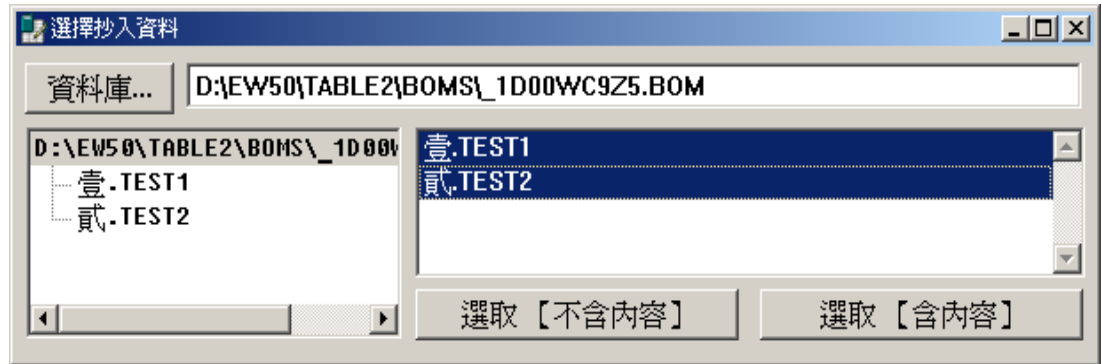 選擇抄入資料
資料庫... D:\EW50\TABLE2\BOMS\_1D00WC9Z5.BOM
D:\EW50\TABLE2\BOMS\_1D00W
壹.TEST1
貳.TEST2
壹.TEST1
貳.TEST2
選取【不含內容】 選取【含內容】